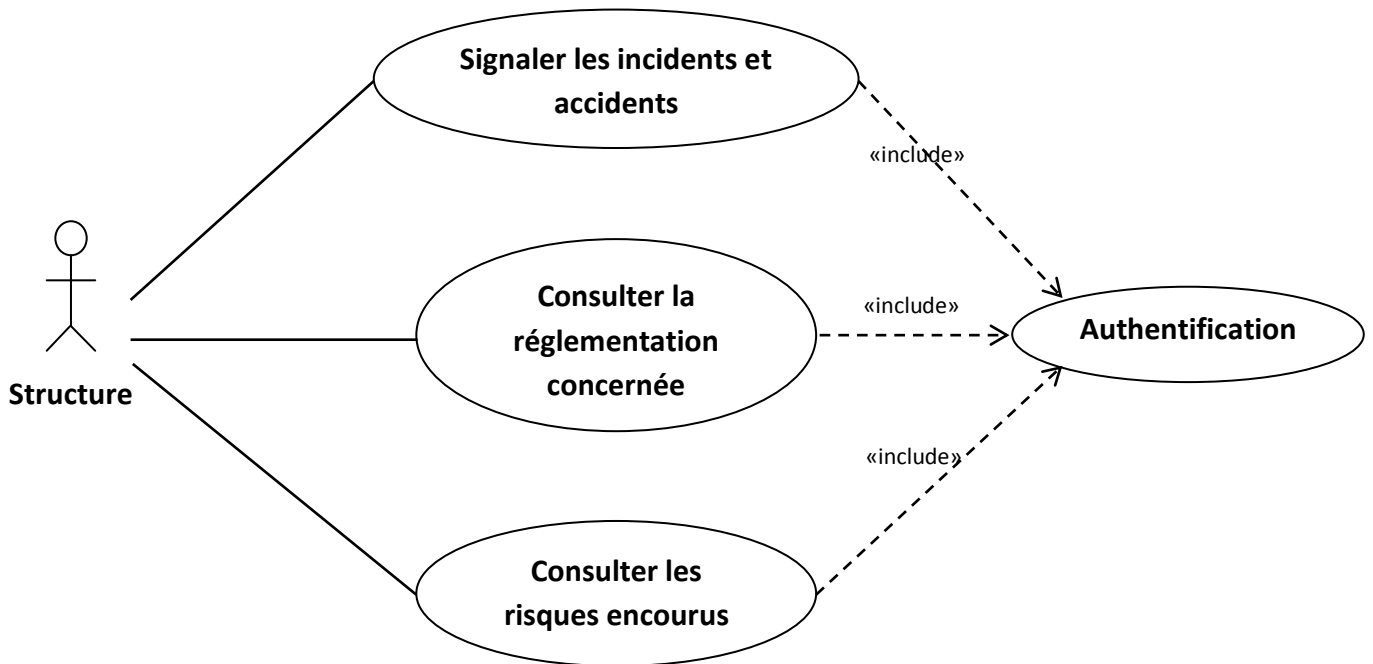 Signaler les incidents et
accidents
«include»
Consulter la
réglementation
concernée
«include»
Authentification
Structure
«include»
Consulter les
risques encourus